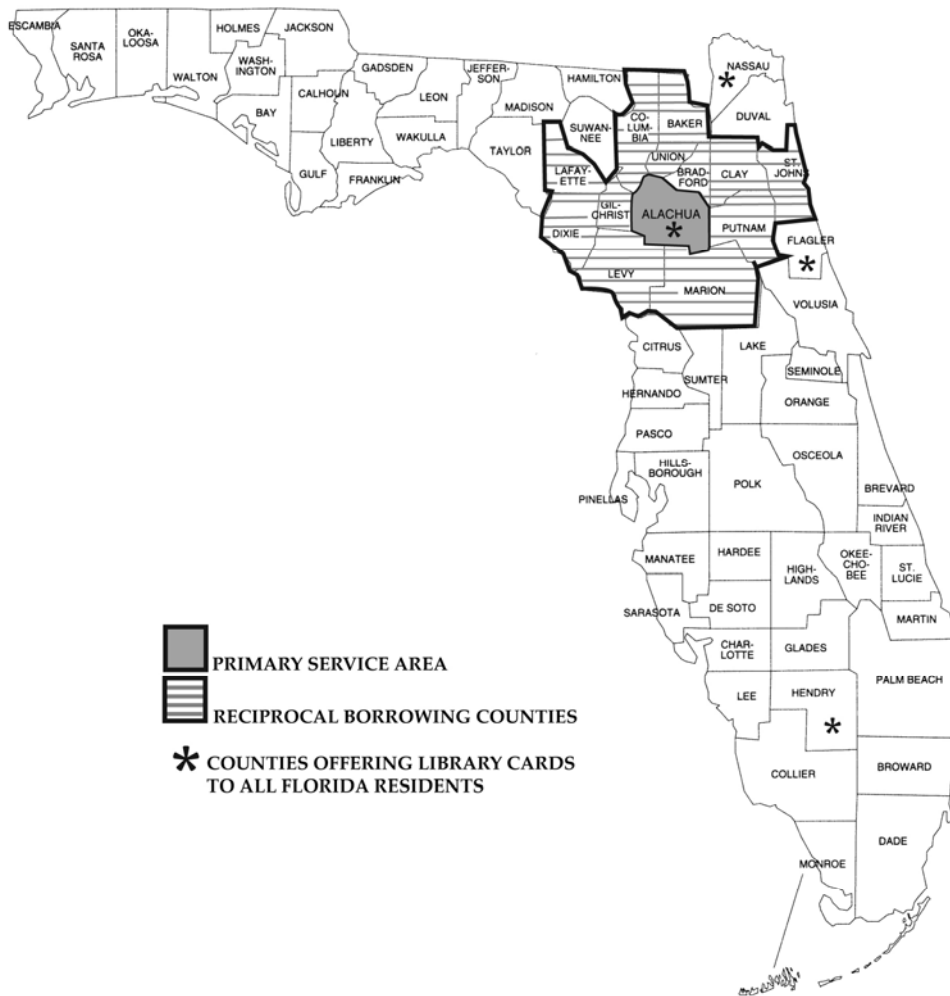 ESCAMBIA
SANTA
ROSA
OKA-
LOOSA
WALTON
HOLMES
WASH-
INGTON
JACKSON
BAY
CALHOUN
GULF
GADSDEN
LIBERTY
FRANKLIN
LEON
WAKULLA
JEFFER-
SON
MADISON
TAYLOR
HAMILTON
SUWAN-
NEE
LAFAY-
ETTE
DIXIE
CO-
LUM-
BIA
BAKER
NASSAU
*
DUVAL
UNION
BRAD-
FORD
CLAY
ST.
JOHNS
GIL-
CHRIST
ALACHUA
*
PUTNAM
FLAGLER
*
LEVY
MARION
VOLUSIA
CITRUS
LAKE
SUMTER
SEMINOLE
HERNANDO
ORANGE
PASCO
OSCEOLA
HILLS-
BOROUGH
POLK
PINELLAS
BREVARD
INDIAN
RIVER
MANATEE
HARDEE
HIGH-
LANDS
OKEE-
CHO-
BEE
ST.
LUCIE
SARASOTA
DE SOTO
MARTIN
CHAR-
LOTTE
GLADES
LEE
HENDRY
*
PALM BEACH
COLLIER
BROWARD
DADE
MONROE
PRIMARY SERVICE AREA
RECIPROCAL BORROWING COUNTIES
* COUNTIES OFFERING LIBRARY CARDS
TO ALL FLORIDA RESIDENTS